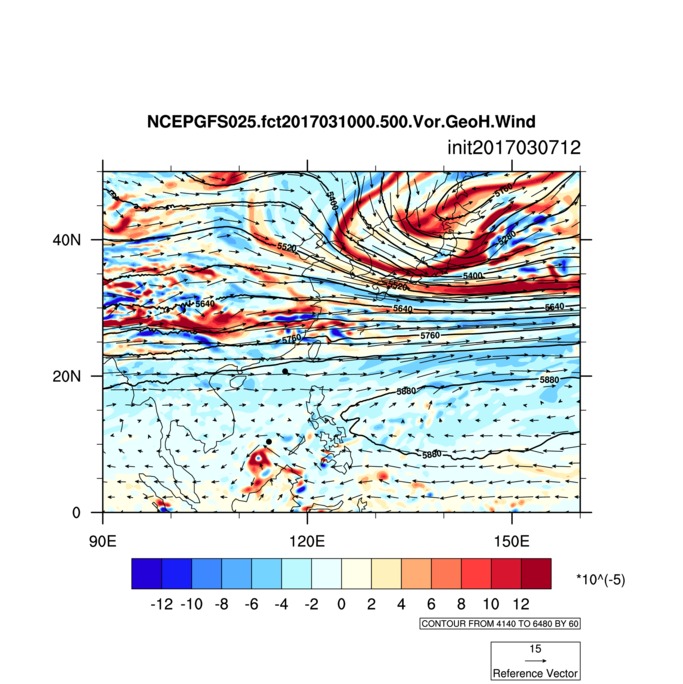 NCEPGFS025.fct2017031000.500.Vor.GeoH.Wind
init2017030712
5160
5400
5280
40N
5520
5400
5520
5640
5640
5640
5760
5760
20N
5880
5880
5880
0
90E 120E 150E
-12 -10 -8 -6 -4 -2 0 2 4 6 8 10 12
*10^(-5)
CONTOUR FROM 4140 TO 6480 BY 60
15
Reference Vector